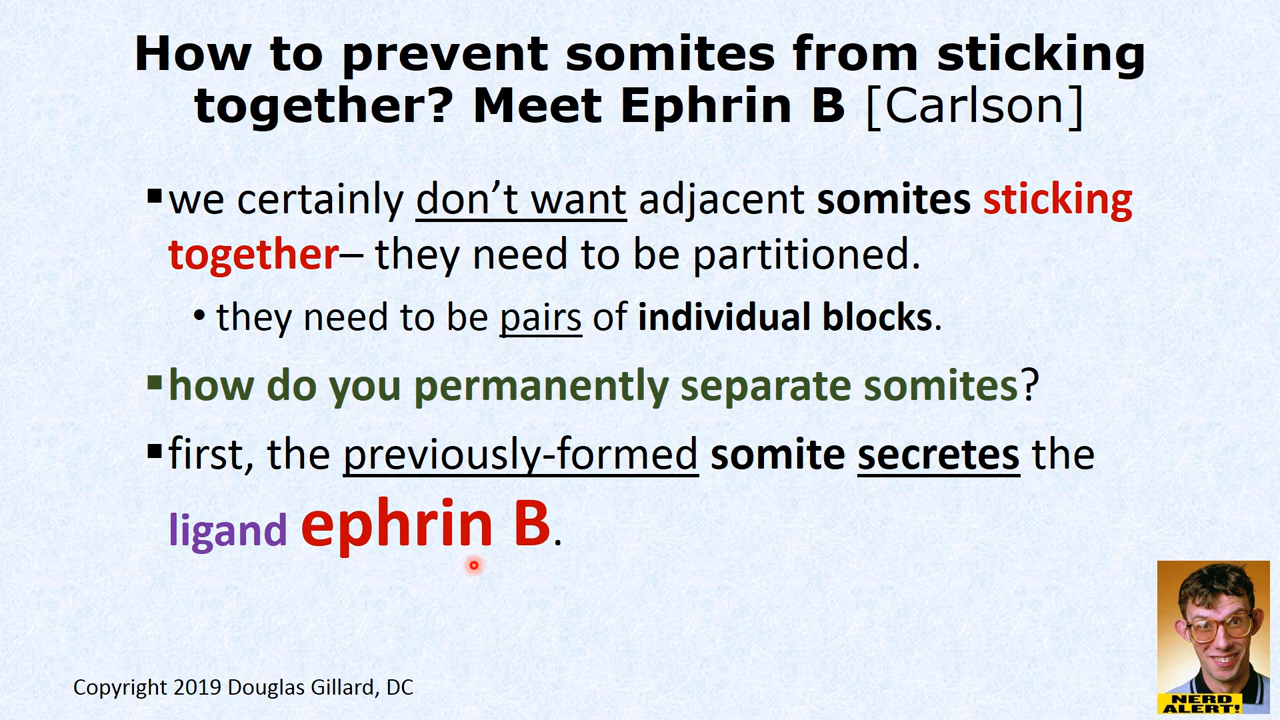 How to prevent somites from sticking
together? Meet Ephrin B [Carlson]
▪we certainly don’t want adjacent somites sticking
together– they need to be partitioned.
• they need to be pairs of individual blocks.
▪how do you permanently separate somites?
▪first, the previously-formed somite secretes the
ligand ephrin B.
Copyright 2019 Douglas Gillard, DC
NERD
ALERT!